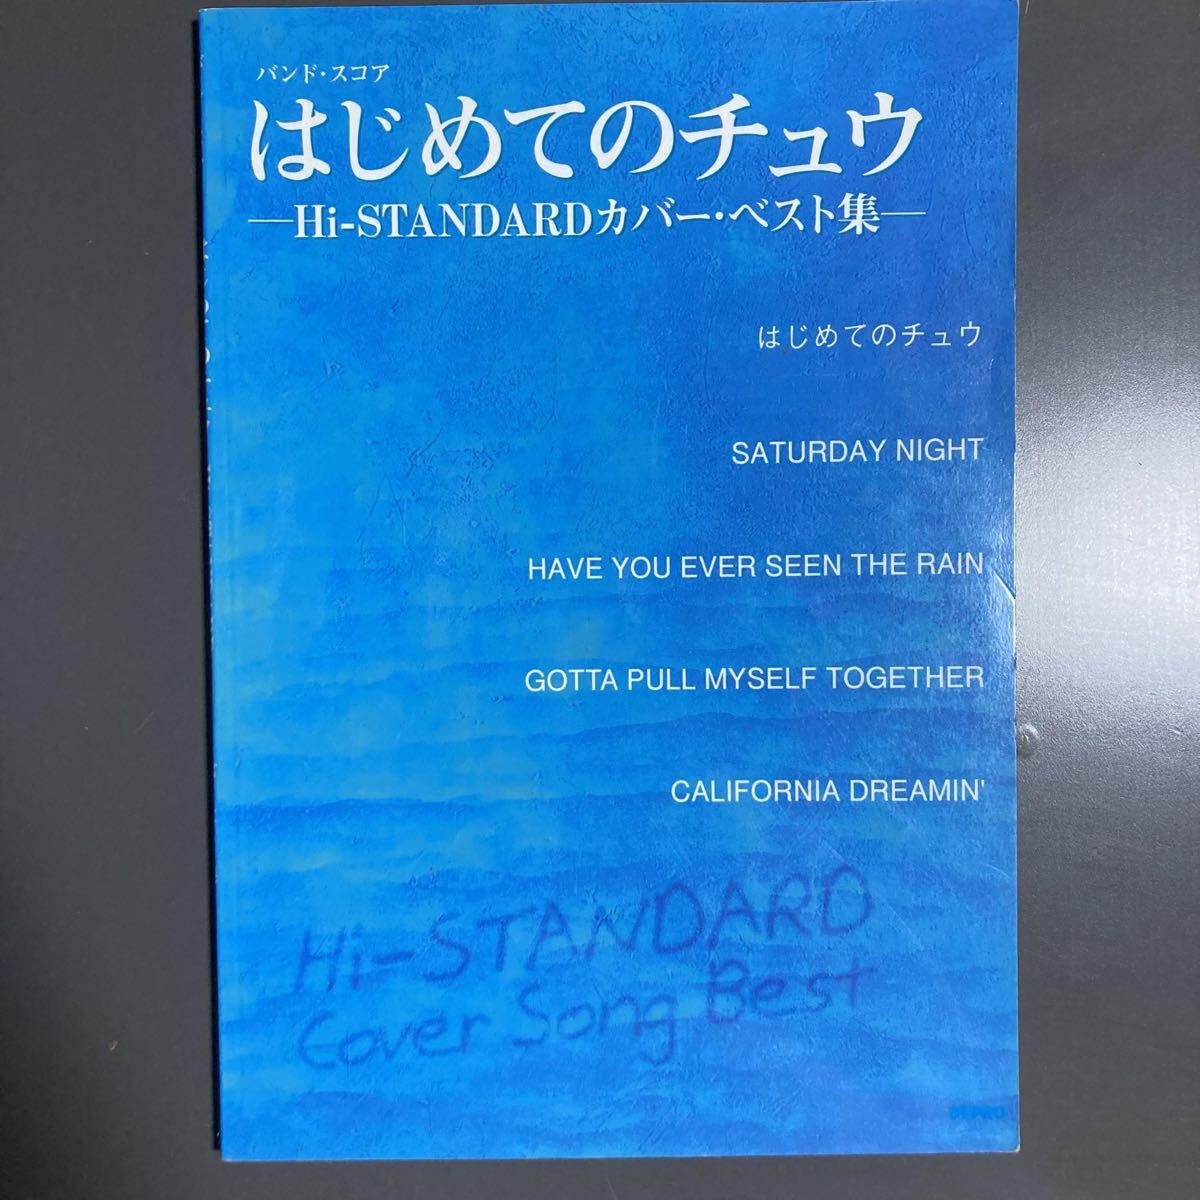 バンド・スコア
はじめてのチュウ
―Hi-STANDARDカバー・ベスト集―
はじめてのチュウ
SATURDAY NIGHT
HAVE YOU EVER SEEN THE RAIN
GOTTA PULL MYSELF TOGETHER
CALIFORNIA DREAMIN'
Hi-STANDARD
Cover Song Best